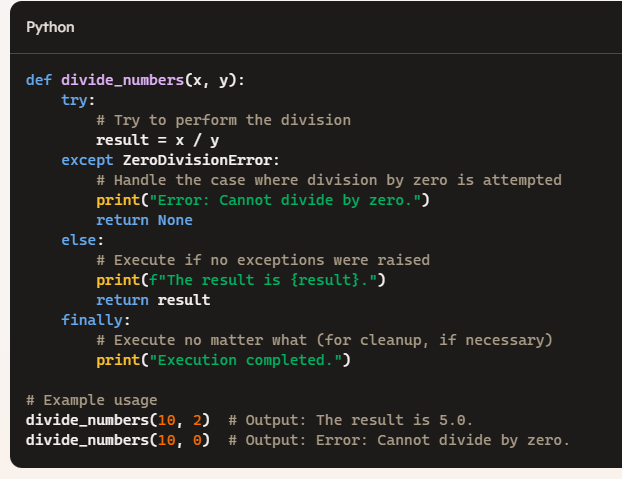 Python
def divide_numbers(x, y):
    try:
        # Try to perform the division
        result = x / y
    except ZeroDivisionError:
        # Handle the case where division by zero is attempted
        print("Error: Cannot divide by zero.")
        return None
    else:
        # Execute if no exceptions were raised
        print(f"The result is {result}.")
        return result
    finally:
        # Execute no matter what (for cleanup, if necessary)
        print("Execution completed.")
# Example usage
divide_numbers(10, 2)  # Output: The result is 5.0.
divide_numbers(10, 0)  # Output: Error: Cannot divide by zero.